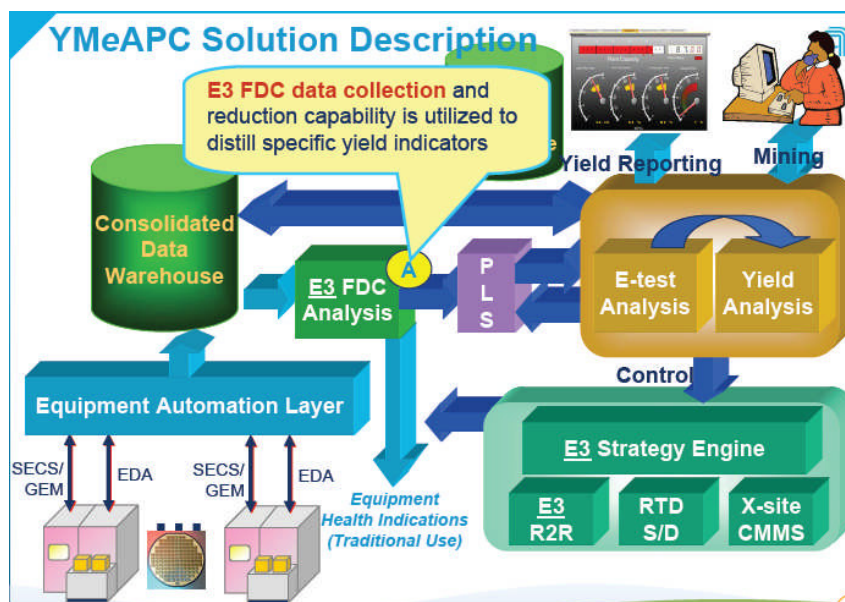 YMeAPC Solution Description
E3 FDC data collection and
reduction capability is utilized to
distill specific yield indicators
Yield Reporting
Mining
Consolidated
Data
Warehouse
E3 FDC
Analysis
A
P
L
S
E-test
Analysis
Yield
Analysis
Control
Equipment Automation Layer
E3 Strategy Engine
SECS/
GEM
EDA
SECS/
GEM
EDA
Equipment
Health Indications
(Traditional Use)
E3
R2R
RTD
S/D
X-site
CMMS